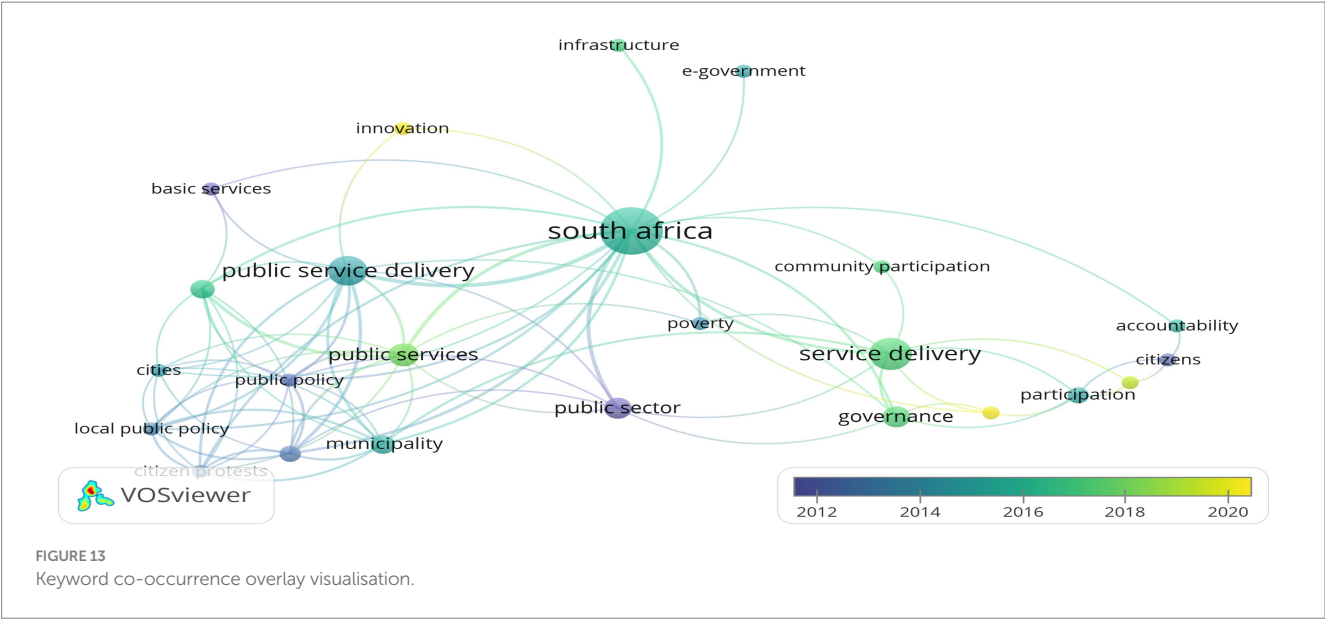 infrastructure
e-government
innovation
basic services
south africa
public service delivery
community participation
poverty
accountability
public services
service delivery
citizens
cities
public policy
participation
public sector
governance
local public policy
municipality
citizen protests
VOSviewer
2012 2014 2016 2018 2020
FIGURE 13
Keyword co-occurrence overlay visualisation.